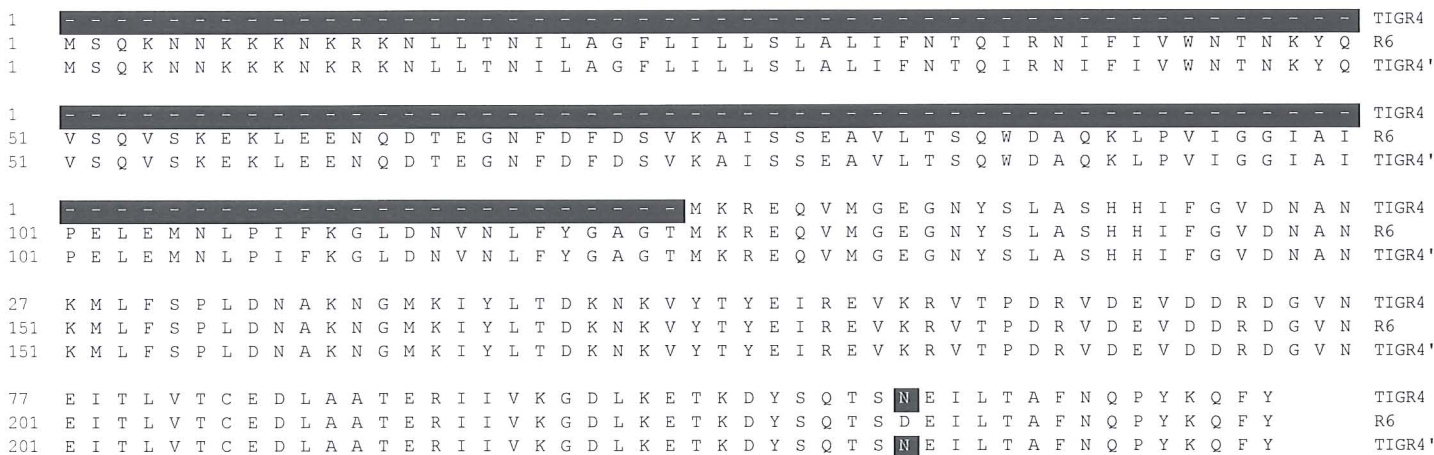 1 - - - - - - - - - - - - - - - - - - - - - - - - - - - - - - - - - - - - - - - - - - - - - - - - - - TIGR4
1 M S Q K N N K K K N K R K N L L T N I L A G F L I L L S L A L I F N T Q I R N I F I V W N T N K Y Q R6
1 M S Q K N N K K K N K R K N L L T N I L A G F L I L L S L A L I F N T Q I R N I F I V W N T N K Y Q TIGR4'
1 - - - - - - - - - - - - - - - - - - - - - - - - - - - - - - - - - - - - - - - - - - - - - - - - - - TIGR4
51 V S Q V S K E K L E E N Q D T E G N F D F D S V K A I S S E A V L T S Q W D A Q K L P V I G G I A I R6
51 V S Q V S K E K L E E N Q D T E G N F D F D S V K A I S S E A V L T S Q W D A Q K L P V I G G I A I TIGR4'
1 - - - - - - - - - - - - - - - - - - - - - - - - M K R E Q V M G E G N Y S L A S H H I F G V D N A N TIGR4
101 P E L E M N L P I F K G L D N V N L F Y G A G T M K R E Q V M G E G N Y S L A S H H I F G V D N A N R6
101 P E L E M N L P I F K G L D N V N L F Y G A G T M K R E Q V M G E G N Y S L A S H H I F G V D N A N TIGR4'
27 K M L F S P L D N A K N G M K I Y L T D K N K V Y T Y E I R E V K R V T P D R V D E V D D R D G V N TIGR4
151 K M L F S P L D N A K N G M K I Y L T D K N K V Y T Y E I R E V K R V T P D R V D E V D D R D G V N R6
151 K M L F S P L D N A K N G M K I Y L T D K N K V Y T Y E I R E V K R V T P D R V D E V D D R D G V N TIGR4'
77 E I T L V T C E D L A A T E R I I V K G D L K E T K D Y S Q T S N E I L T A F N Q P Y K Q F Y TIGR4
201 E I T L V T C E D L A A T E R I I V K G D L K E T K D Y S Q T S D E I L T A F N Q P Y K Q F Y R6
201 E I T L V T C E D L A A T E R I I V K G D L K E T K D Y S Q T S N E I L T A F N Q P Y K Q F Y TIGR4'